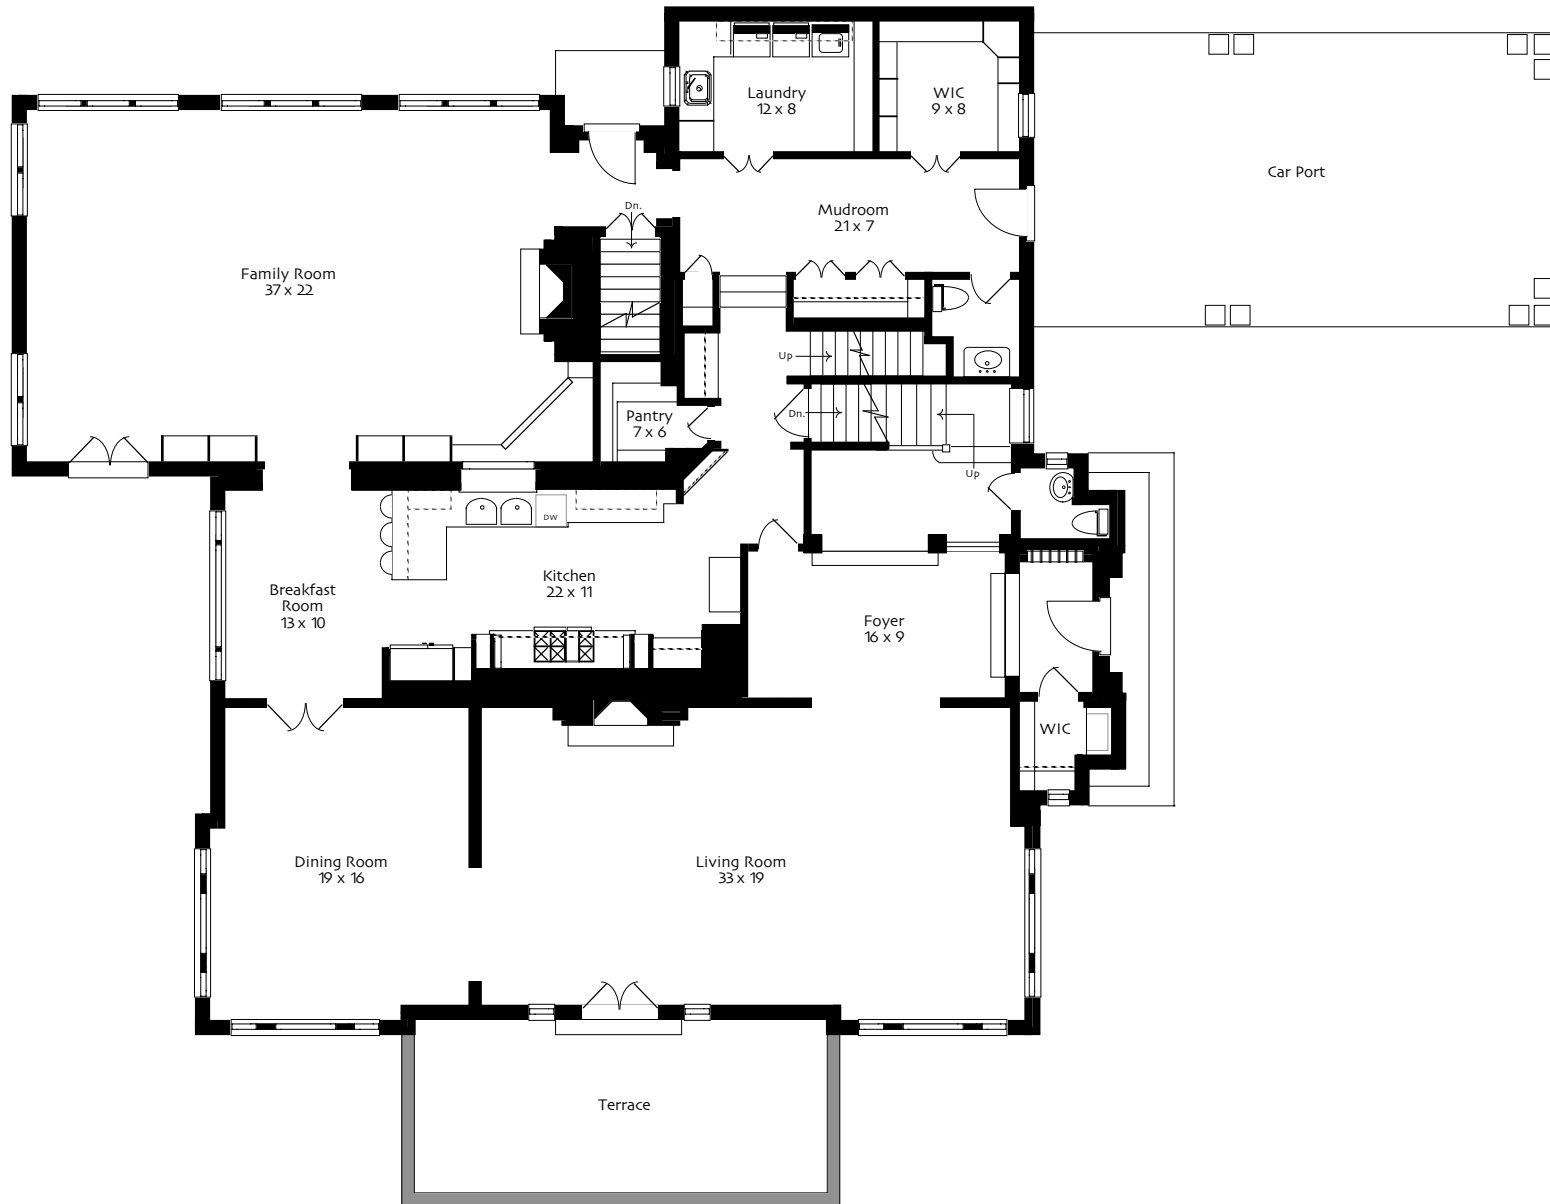 Laundry
12 x 8
WIC
9 x 8
Car Port
Dn.
Mudroom
21 x 7
Family Room
37 x 22
Up
Pantry
7 x 6
Dn.
Up
DW
Kitchen
22 x 11
Breakfast
Room
13 x 10
Foyer
16 x 9
WIC
Dining Room
19 x 16
Living Room
33 x 19
Terrace